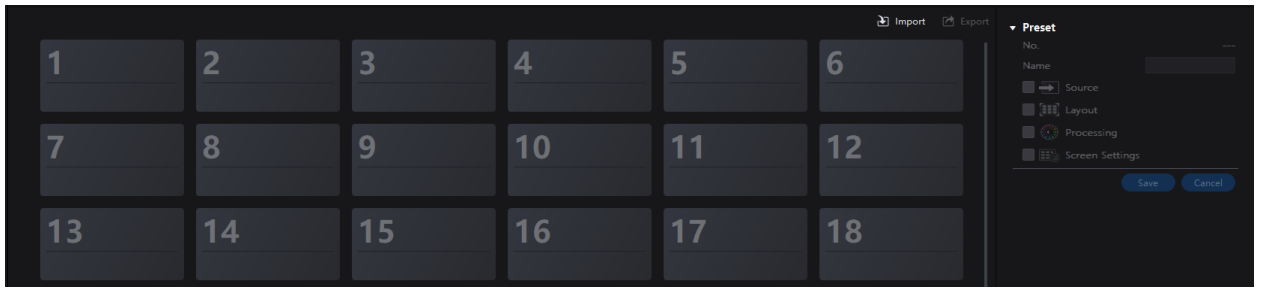 Import Export
1 2 3 4 5 6
7 8 9 10 11 12
13 14 15 16 17 18
Preset
No. ---
Name
Source
Layout
Processing
Screen Settings
Save Cancel